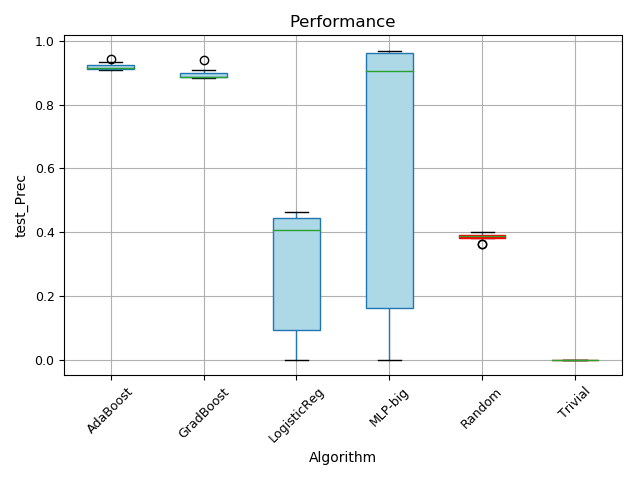 Performance
1.0
0.8
0.6
0.4
0.2
0.0
test_Prec
AdaBoost
GradBoost
LogisticReg
MLP-big
Random
Trivial
Algorithm